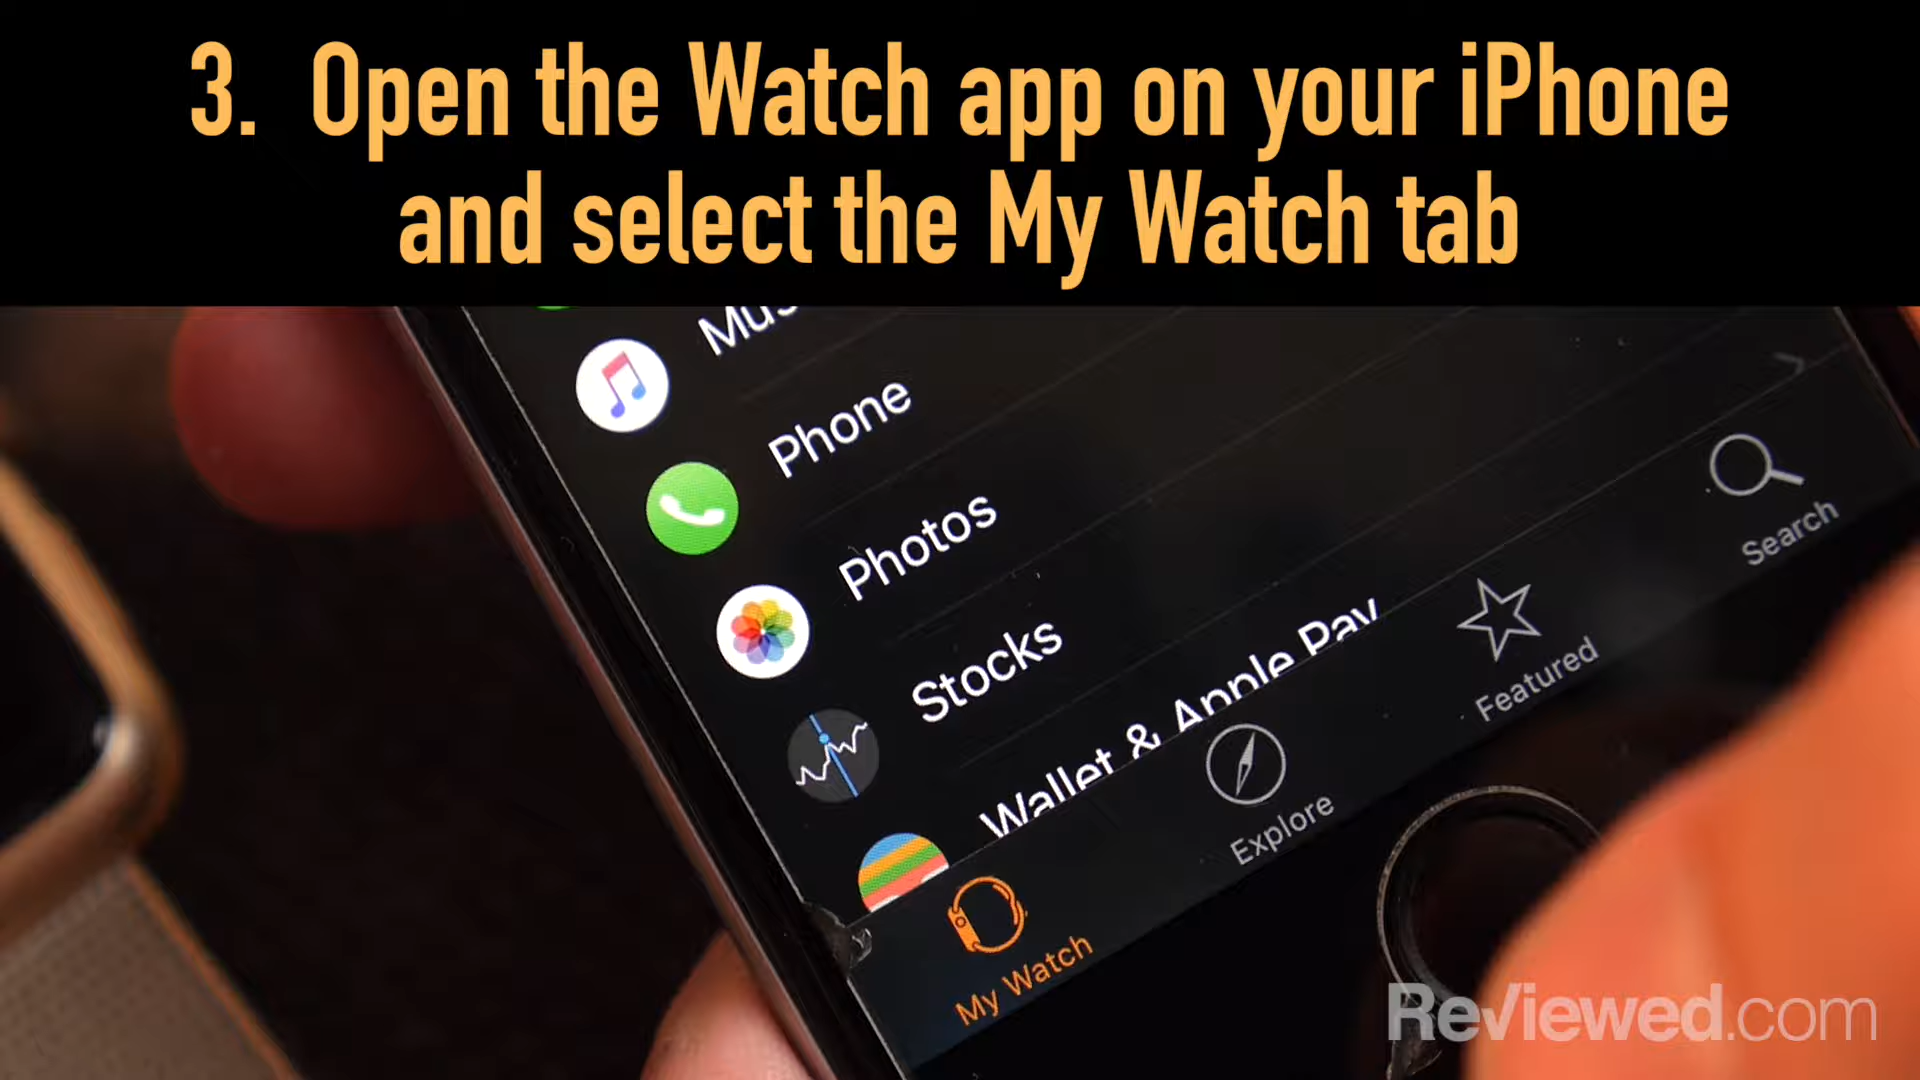 3. Open the Watch app on your iPhone
and select the My Watch tab
Phone
Photos
Stocks
Wallet & Apple Pay
Search
Featured
Explore
My Watch
Reviewed.com